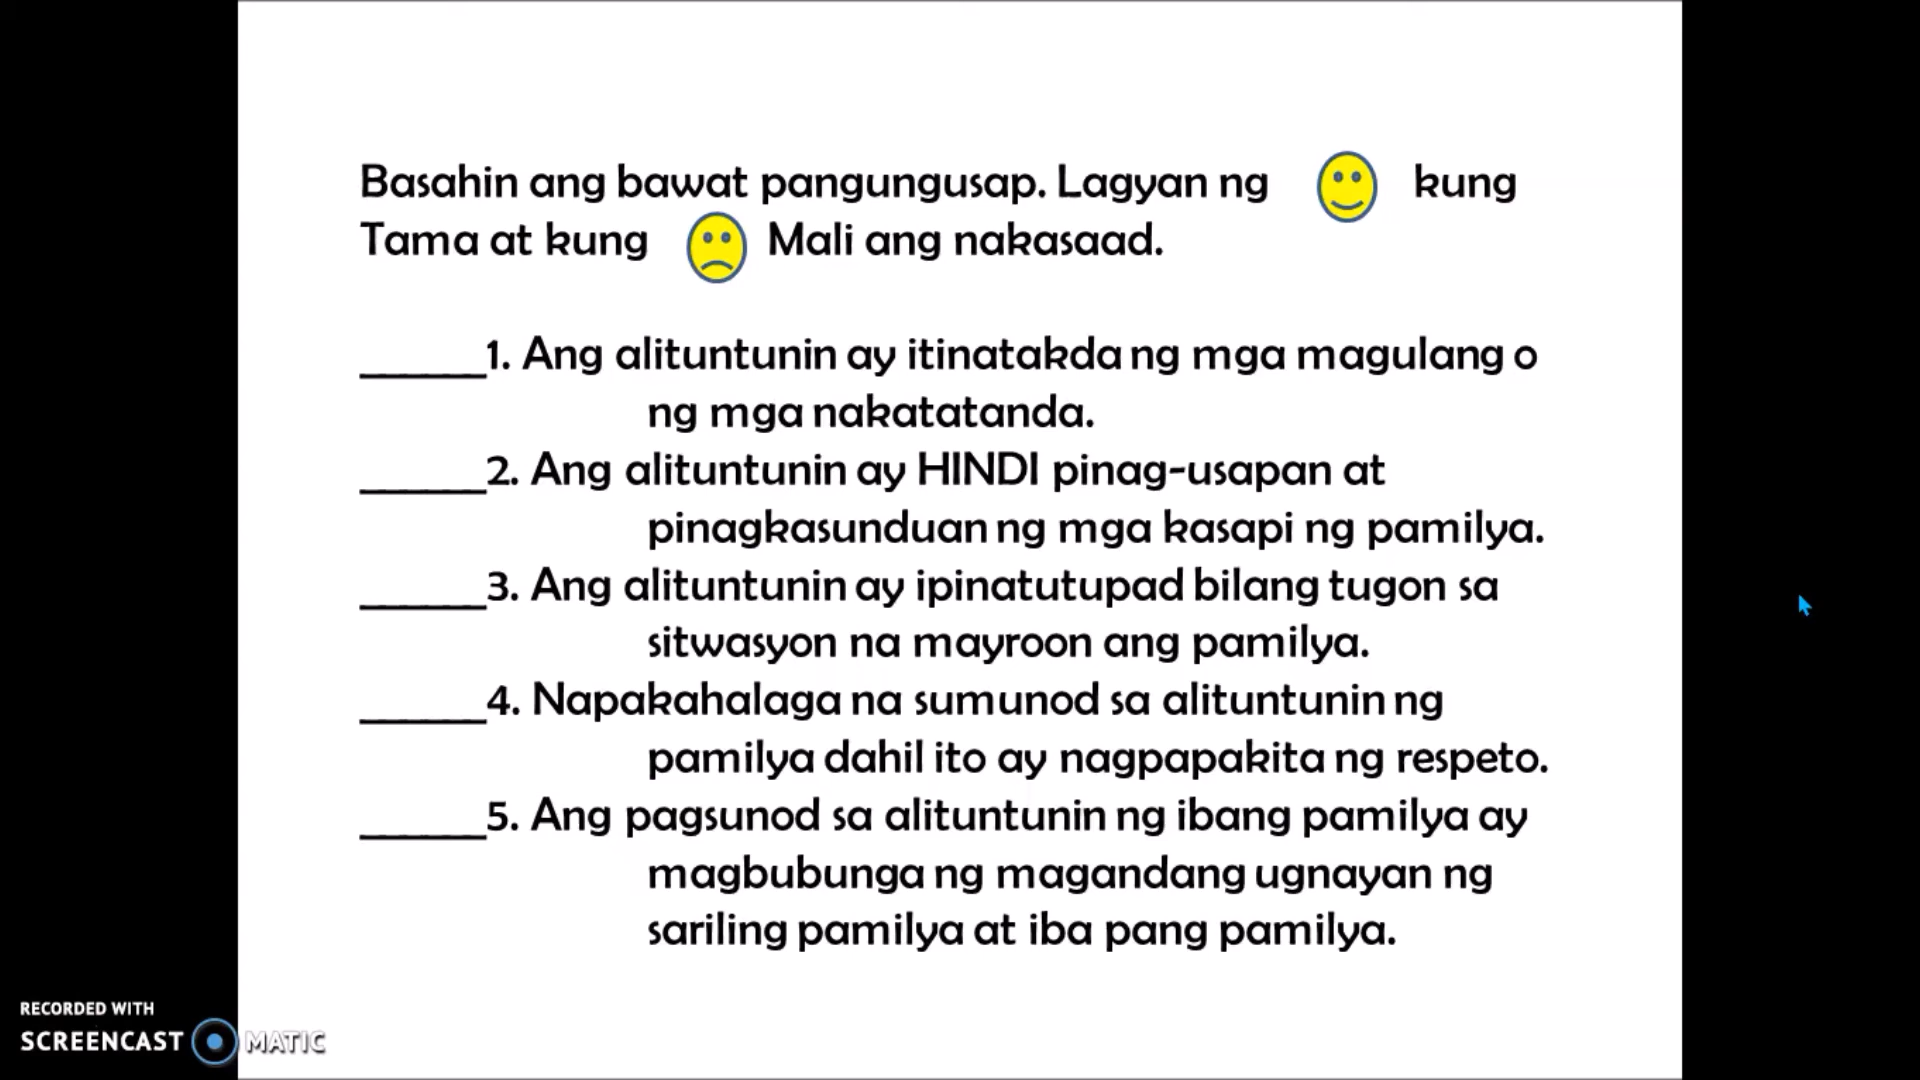 Basahin ang bawat pangungusap. Lagyan ng kung
Tama at kung Mali ang nakasaad.
______1. Ang alituntunin ay itinatakda ng mga magulang o
ng mga nakatatanda.
______2. Ang alituntunin ay HINDI pinag-usapan at
pinagkasunduan ng mga kasapi ng pamilya.
______3. Ang alituntunin ay ipinatutupad bilang tugon sa
sitwasyon na mayroon ang pamilya.
______4. Napakahalaga na sumunod sa alituntunin ng
pamilya dahil ito ay nagpapakita ng respeto.
______5. Ang pagsunod sa alituntunin ng ibang pamilya ay
magbubunga ng magandang ugnayan ng
sariling pamilya at iba pang pamilya.
RECORDED WITH
SCREENCAST MATIC